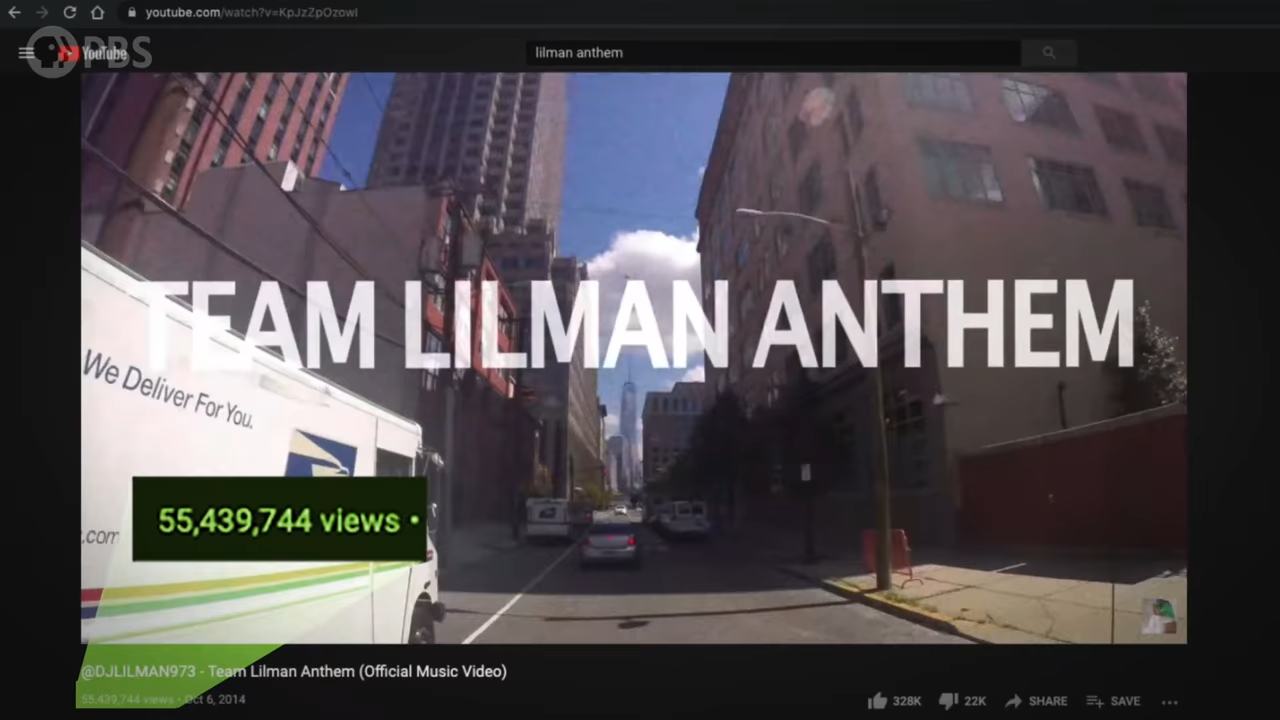 youtube.com/watch?v=KpJzZpOzowI
PBS
YouTube
lilman anthem
TEAM LILMAN ANTHEM
We Deliver For You.
.com
55,439,744 views •
@DJLILMAN973 - Team Lilman Anthem (Official Music Video)
55,439,744 views • Oct 6, 2014
328K
22K
SHARE
SAVE